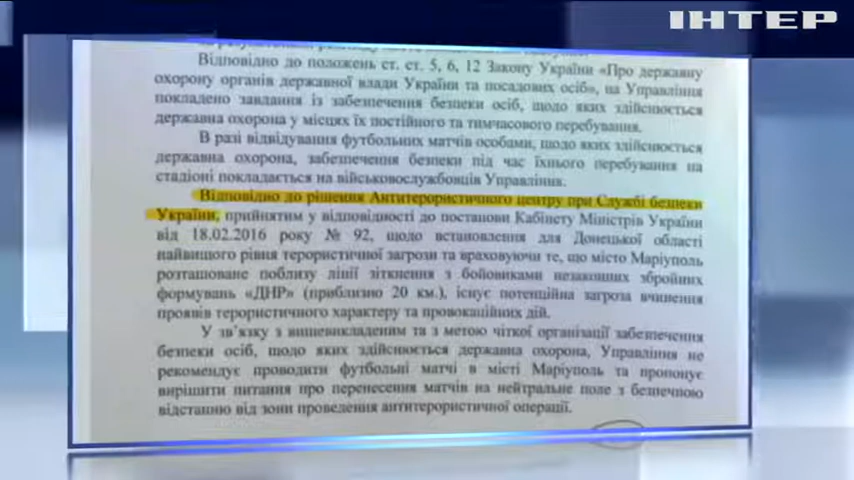 ІНТЕР
Відповідно до положень ст. ст. 5, 6, 12 Закону України «Про державну
охорону органів державної влади України та посадових осіб», на Управління
покладено завдання із забезпечення безпеки осіб, щодо яких здійснюється
державна охорона у місцях їх постійного та тимчасового перебування.
В разі відвідування футбольних матчів особами, щодо яких здійснюється
державна охорона, забезпечення безпеки під час їхнього перебування на
стадіоні покладається на військовослужбовців Управління.
Відповідно до рішення Антитерористичного центру при Службі безпеки
України, прийнятим у відповідності до постанови Кабінету Міністрів України
від 18.02.2016 року № 92, щодо встановлення для Донецької області
найвищого рівня терористичної загрози та враховуючи те, що місто Маріуполь
розташоване поблизу лінії зіткнення з бойовиками незаконних збройних
формувань «ДНР» (приблизно 20 км.), існує потенційна загроза вчинення
проявів терористичного характеру та провокаційних дій.
У зв'язку з вищевикладеним та з метою чіткої організації забезпечення
безпеки осіб, щодо яких здійснюється державна охорона, Управління не
рекомендує проводити футбольні матчі в місті Маріуполь та пропонує
вирішити питання про перенесення матчів на нейтральне поле з безпечною
відстанню від зони проведення антитерористичної операції.